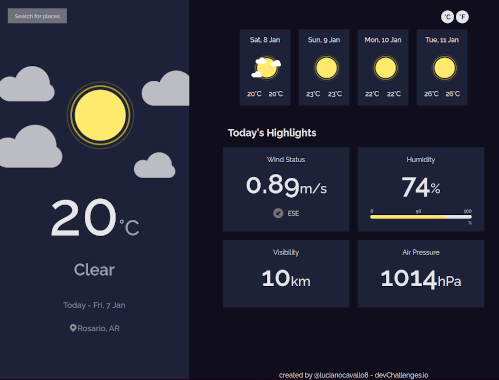 Search for places
20°C
Clear
Today - Fri, 7 Jan
Rosario, AR
°C °F
Sat, 8 Jan
20°C 20°C
Sun, 9 Jan
23°C 23°C
Mon, 10 Jan
22°C 22°C
Tue, 11 Jan
26°C 26°C
Today's Highlights
Wind Status
0.89m/s
ESE
Humidity
74%
0 50 100
%
Visibility
10km
Air Pressure
1014hPa
created by @lucianocavallo8 - devChallenges.io